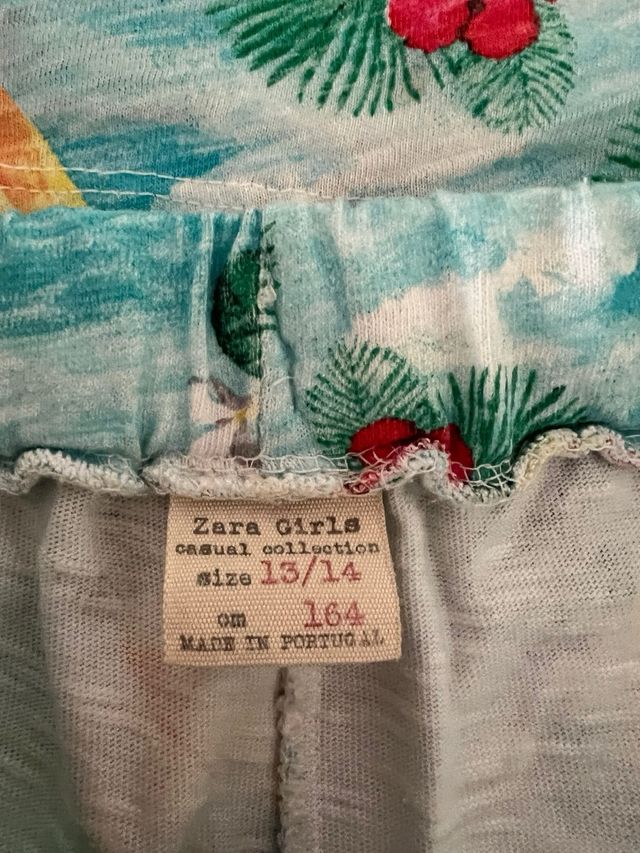 Zara Girls
casual collection
size 13/14
cm 164
MADE IN PORTUGAL